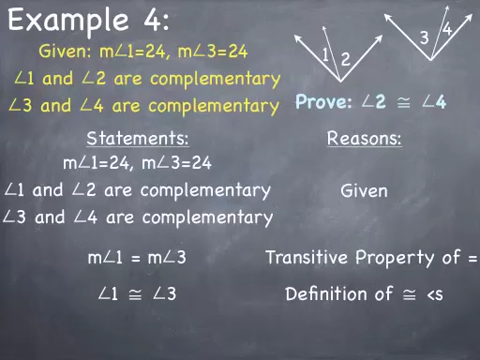 Example 4:
Given: m∠1=24, m∠3=24
∠1 and ∠2 are complementary
∠3 and ∠4 are complementary
1 2
3 4
Prove: ∠2 ≅ ∠4
Statements: Reasons:
m∠1=24, m∠3=24
∠1 and ∠2 are complementary Given
∠3 and ∠4 are complementary
m∠1 = m∠3 Transitive Property of =
∠1 ≅ ∠3 Definition of ≅ <s